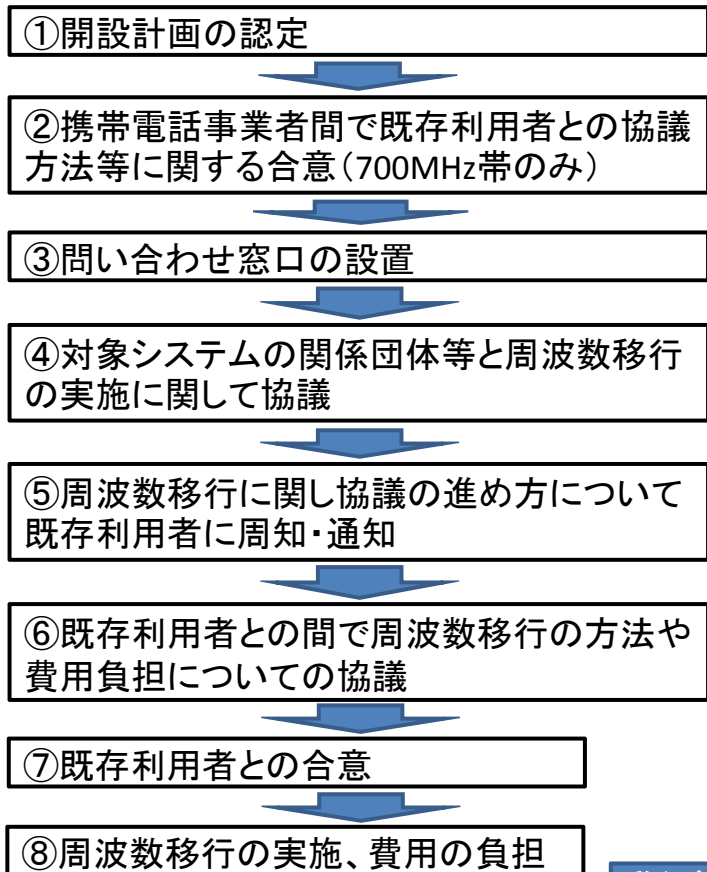 ①開設計画の認定
②携帯電話事業者間で既存利用者との協議
方法等に関する合意（700MHz帯のみ）
③問い合わせ窓口の設置
④対象システムの関係団体等と周波数移行
の実施に関して協議
⑤周波数移行に関し協議の進め方について
既存利用者に周知・通知
⑥既存利用者との間で周波数移行の方法や
費用負担についての協議
⑦既存利用者との合意
⑧周波数移行の実施、費用の負担